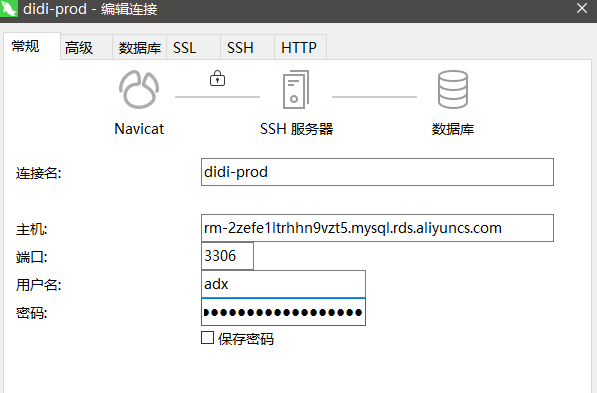 didi-prod - 编辑连接
常规 高级 数据库 SSL SSH HTTP
Navicat SSH 服务器 数据库
连接名: didi-prod
主机: rm-2zefe1ltrhhn9vzt5.mysql.rds.aliyuncs.com
端口: 3306
用户名: adx
密码: ●●●●●●●●●●●●●●●●●
保存密码